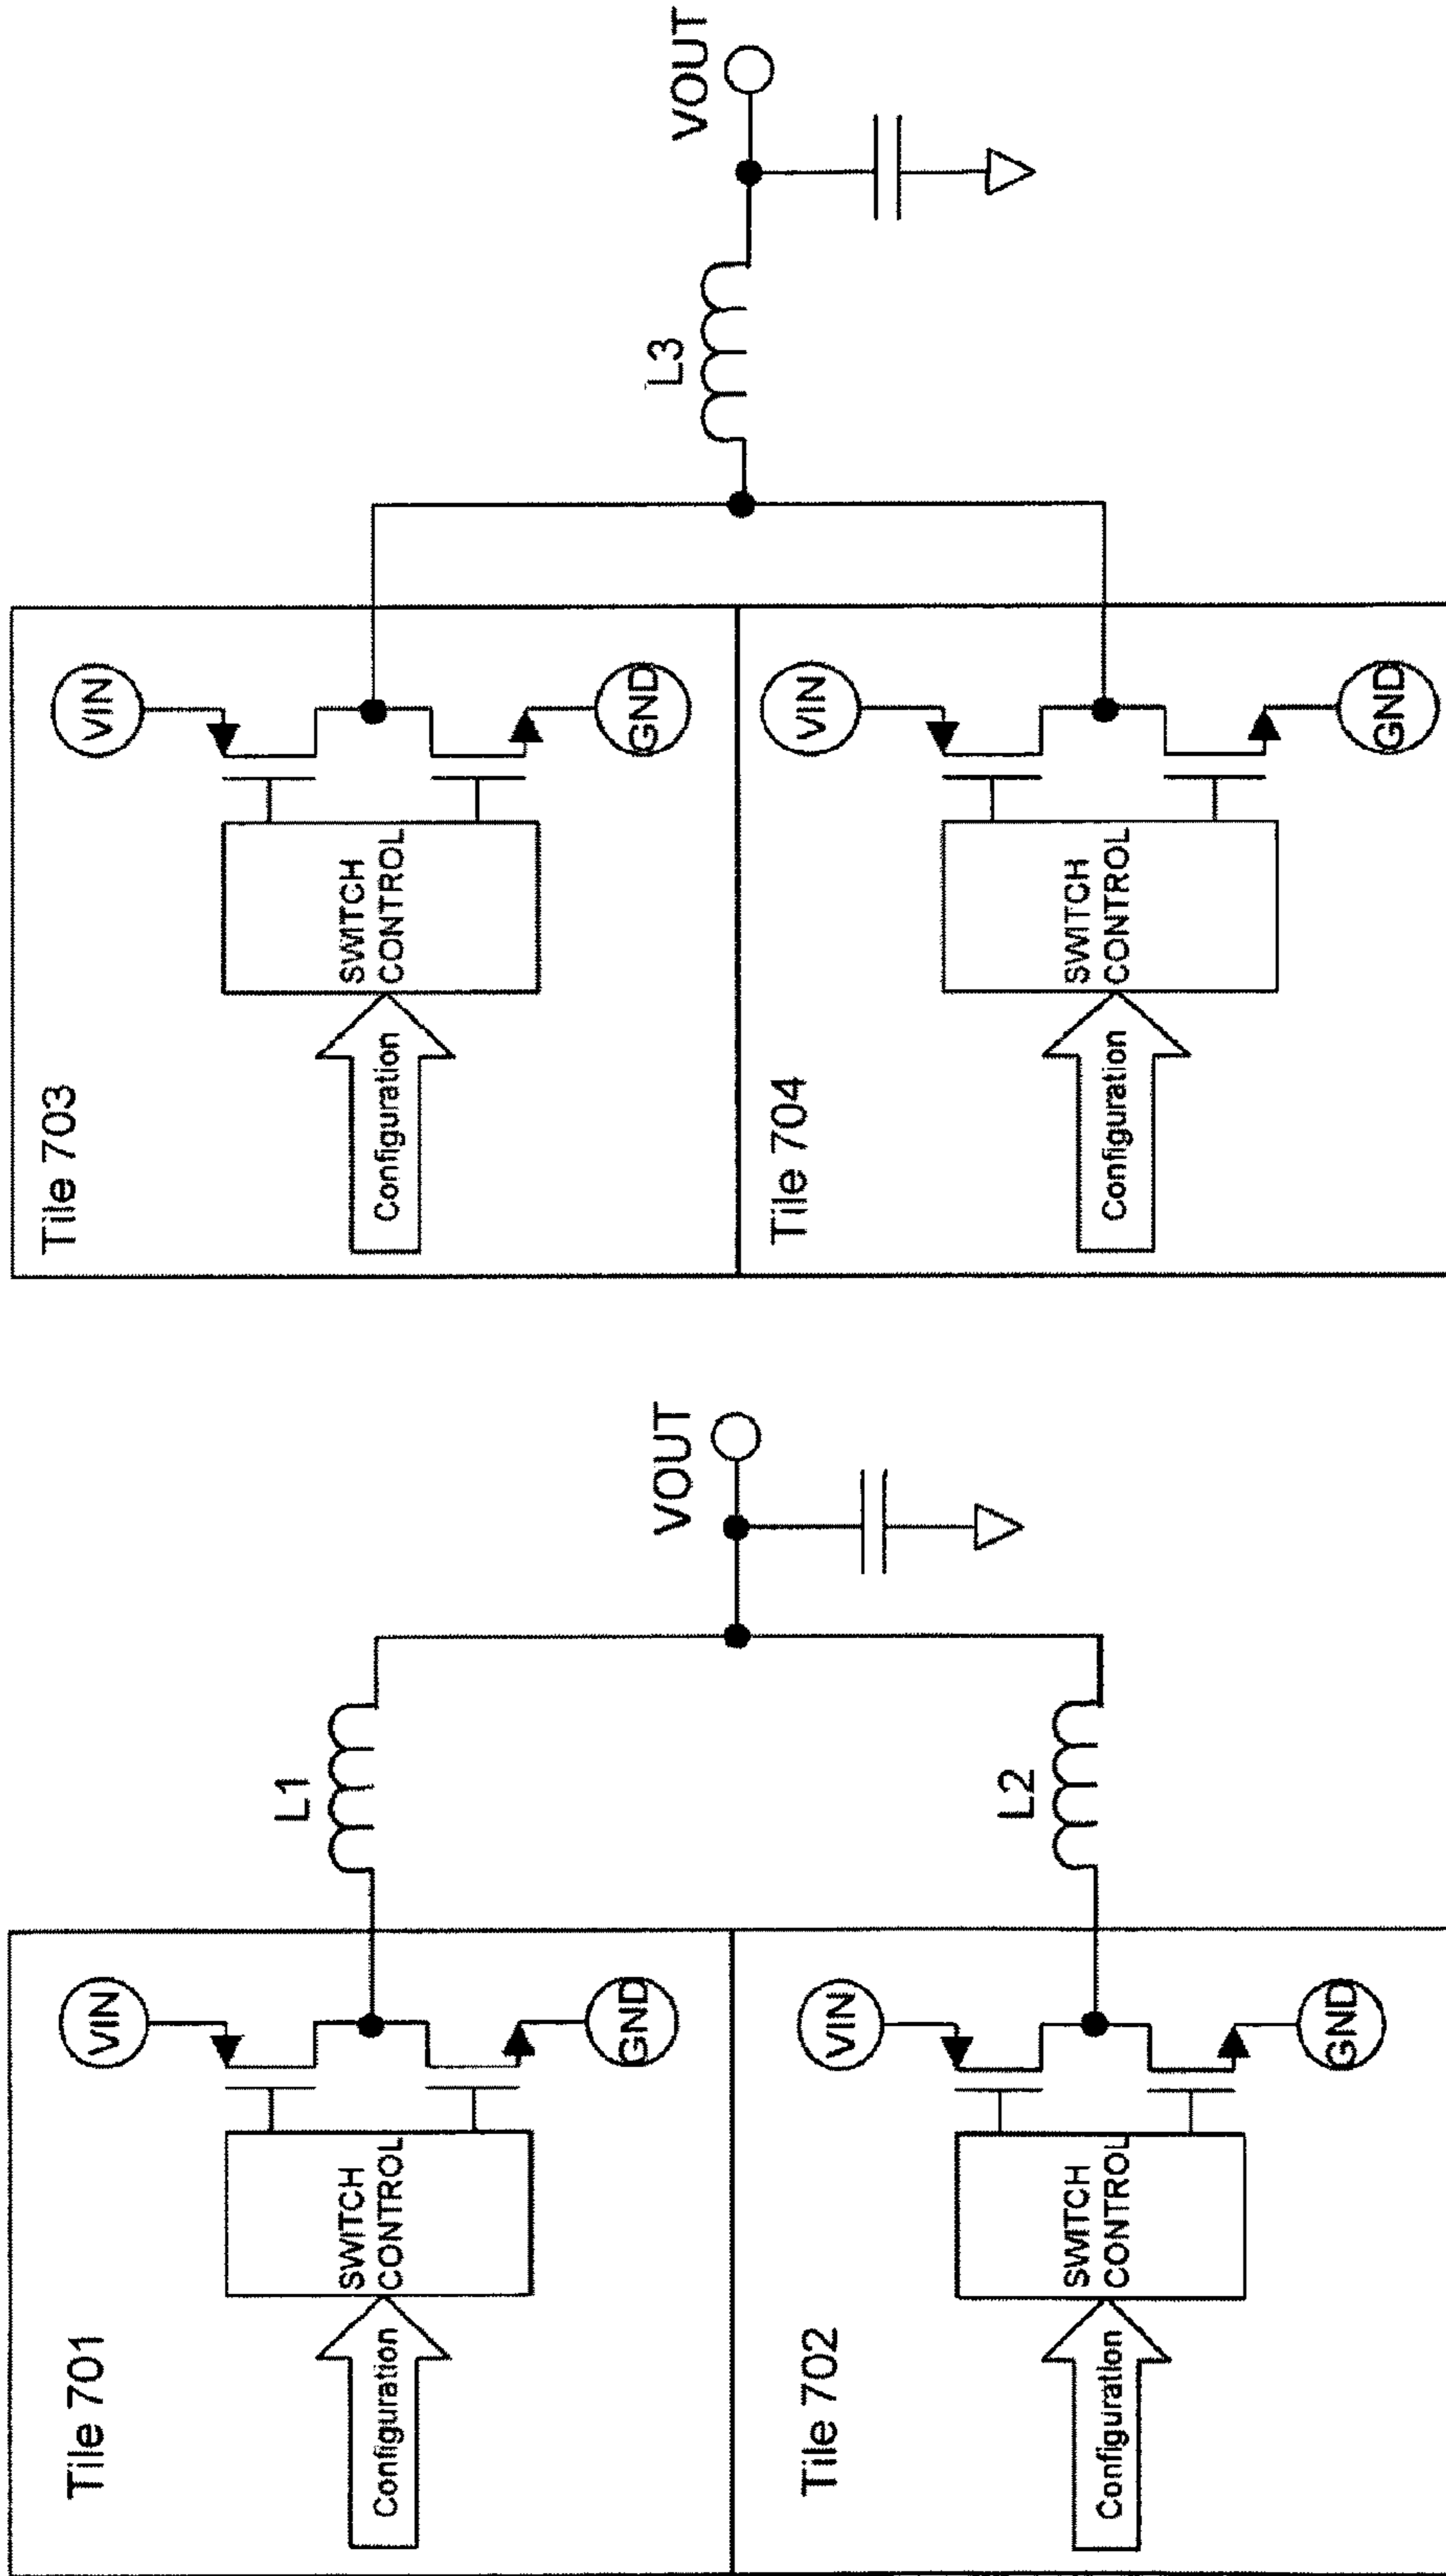 Tile 701
Configuration
SWITCH
CONTROL
VIN
GND
L1
Tile 702
Configuration
SWITCH
CONTROL
VIN
GND
L2
VOUT
Tile 703
Configuration
SWITCH
CONTROL
VIN
GND
Tile 704
Configuration
SWITCH
CONTROL
VIN
GND
L3
VOUT